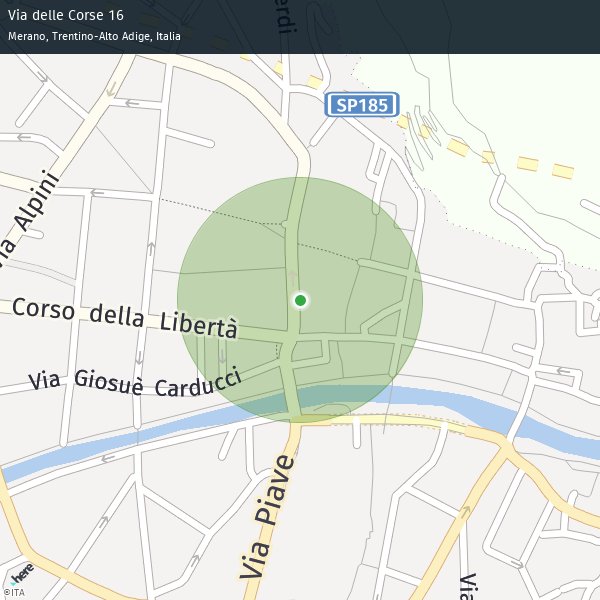 Via delle Corse 16
Merano, Trentino-Alto Adige, Italia
erdi
SP185
ia Alpini
Corso della Libertà
Via Giosuè Carducci
Via Piave
Via
here
©ITA